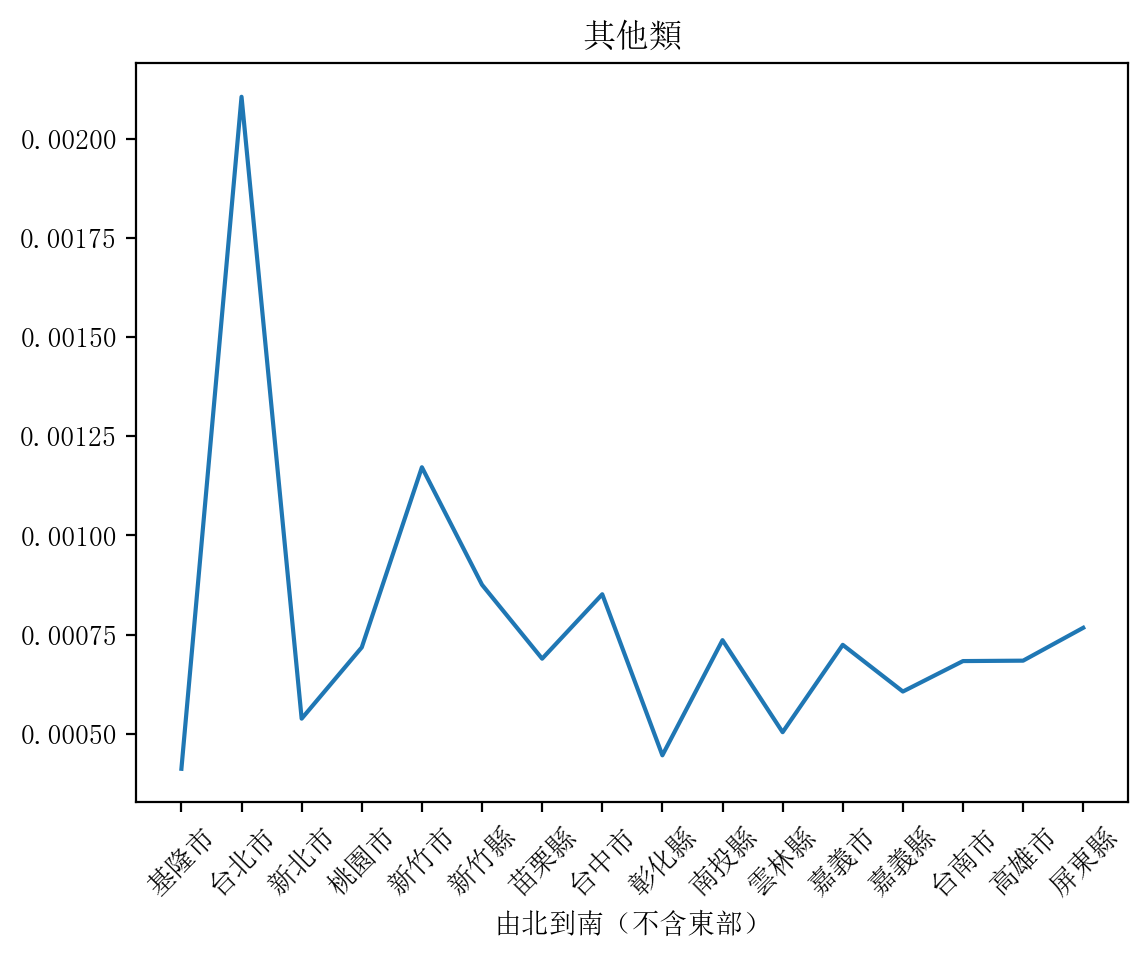 其他類
0.00200
0.00175
0.00150
0.00125
0.00100
0.00075
0.00050
基隆市
台北市
新北市
桃園市
新竹市
新竹縣
苗栗縣
台中市
彰化縣
南投縣
雲林縣
嘉義市
嘉義縣
台南市
高雄市
屏東縣
由北到南（不含東部）